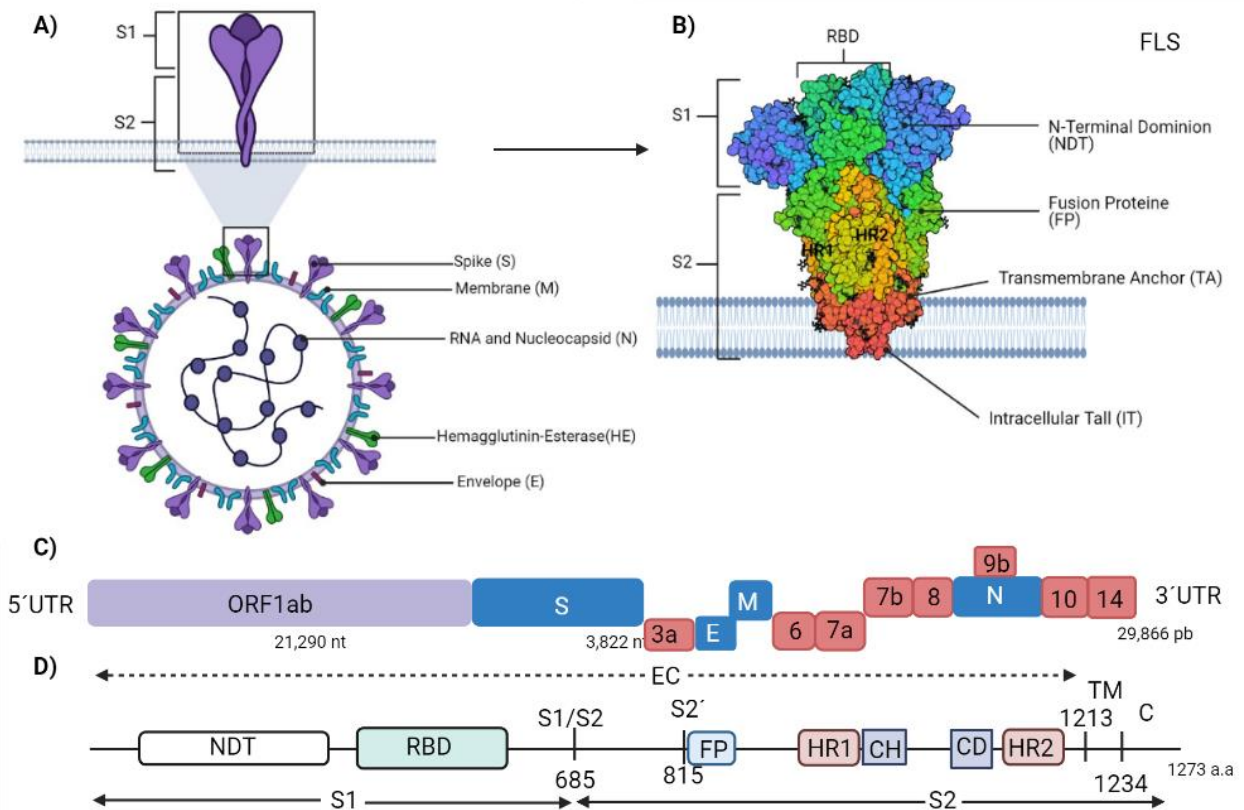 A)
S1
S2
Spike (S)
Membrane (M)
RNA and Nucleocapsid (N)
Hemagglutinin-Esterase(HE)
Envelope (E)
B)
FLS
RBD
S1
S2
HR1
HR2
N-Terminal Dominion
(NDT)
Fusion Proteine
(FP)
Transmembrane Anchor (TA)
Intracellular Tall (IT)
C)
5´UTR
ORF1ab
S
3a
E
M
6
7a
7b
8
9b
N
10
14
3´UTR
21,290 nt
3,822 nt
29,866 pb
D)
EC
TM
C
S1/S2
S2´
1213
NDT
RBD
FP
HR1
CH
CD
HR2
685
815
1234
1273 a.a
S1
S2